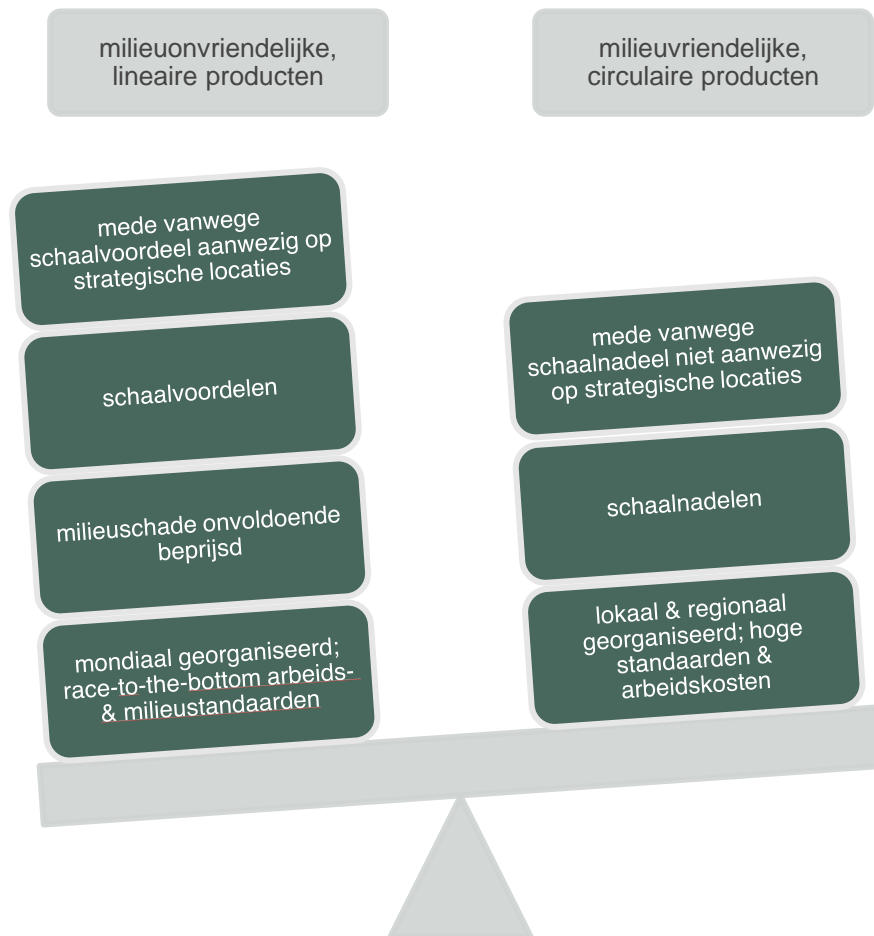 milieuonvriendelijke,
lineaire producten
milieuvriendelijke,
circulaire producten
mede vanwege
schaalvoordeel aanwezig op
strategische locaties
schaalvoordelen
milieuschade onvoldoende
beprijsd
mondiaal georganiseerd;
race-to-the-bottom arbeids-
& milieustandaarden
mede vanwege
schaalnadeel niet aanwezig
op strategische locaties
schaalnadelen
lokaal & regionaal
georganiseerd; hoge
standaarden &
arbeidskosten